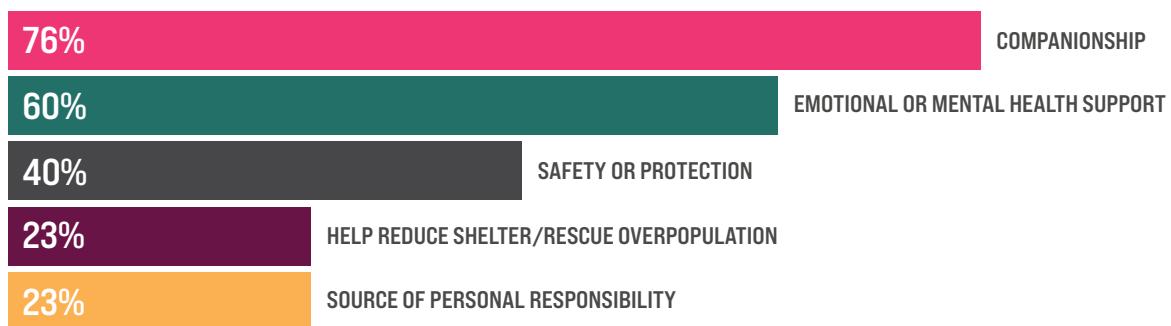 76% COMPANIONSHIP
60% EMOTIONAL OR MENTAL HEALTH SUPPORT
40% SAFETY OR PROTECTION
23% HELP REDUCE SHELTER/RESCUE OVERPOPULATION
23% SOURCE OF PERSONAL RESPONSIBILITY